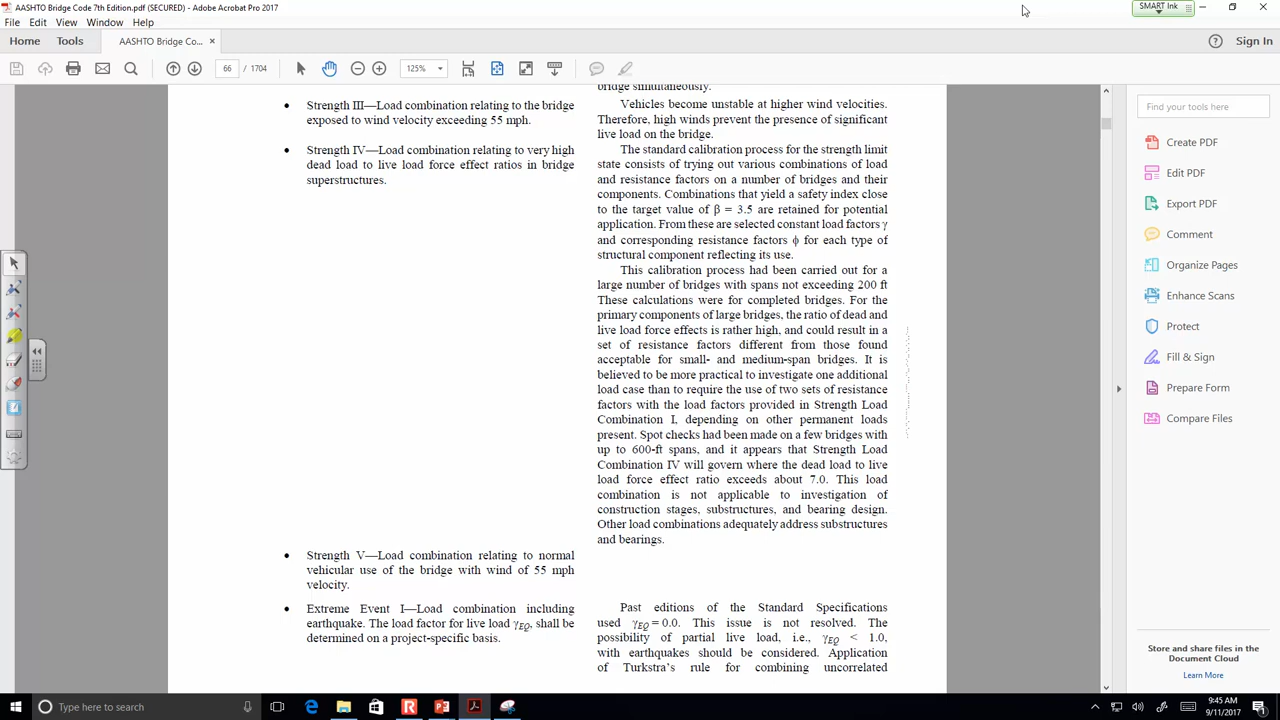 AASHTO Bridge Code 7th Edition.pdf (SECURED) - Adobe Acrobat Pro 2017
SMART Ink
File Edit View Window Help
Home Tools AASHTO Bridge Co... × Sign In
66 / 1704 125%
bridge simultaneously.
• Strength III—Load combination relating to the bridge
exposed to wind velocity exceeding 55 mph.
• Strength IV—Load combination relating to very high
dead load to live load force effect ratios in bridge
superstructures.
• Strength V—Load combination relating to normal
vehicular use of the bridge with wind of 55 mph
velocity.
• Extreme Event I—Load combination including
earthquake. The load factor for live load γEQ, shall be
determined on a project-specific basis.
Vehicles become unstable at higher wind velocities.
Therefore, high winds prevent the presence of significant
live load on the bridge.
The standard calibration process for the strength limit
state consists of trying out various combinations of load
and resistance factors on a number of bridges and their
components. Combinations that yield a safety index close
to the target value of β = 3.5 are retained for potential
application. From these are selected constant load factors γ
and corresponding resistance factors ϕ for each type of
structural component reflecting its use.
This calibration process had been carried out for a
large number of bridges with spans not exceeding 200 ft
These calculations were for completed bridges. For the
primary components of large bridges, the ratio of dead and
live load force effects is rather high, and could result in a
set of resistance factors different from those found
acceptable for small- and medium-span bridges. It is
believed to be more practical to investigate one additional
load case than to require the use of two sets of resistance
factors with the load factors provided in Strength Load
Combination I, depending on other permanent loads
present. Spot checks had been made on a few bridges with
up to 600-ft spans, and it appears that Strength Load
Combination IV will govern where the dead load to live
load force effect ratio exceeds about 7.0. This load
combination is not applicable to investigation of
construction stages, substructures, and bearing design.
Other load combinations adequately address substructures
and bearings.
Past editions of the Standard Specifications
used γEQ = 0.0. This issue is not resolved. The
possibility of partial live load, i.e., γEQ < 1.0,
with earthquakes should be considered. Application
of Turkstra's rule for combining uncorrelated
Find your tools here
Create PDF
Edit PDF
Export PDF
Comment
Organize Pages
Enhance Scans
Protect
Fill & Sign
Prepare Form
Compare Files
Store and share files in the
Document Cloud
Learn More
Type here to search
9:45 AM
9/11/2017